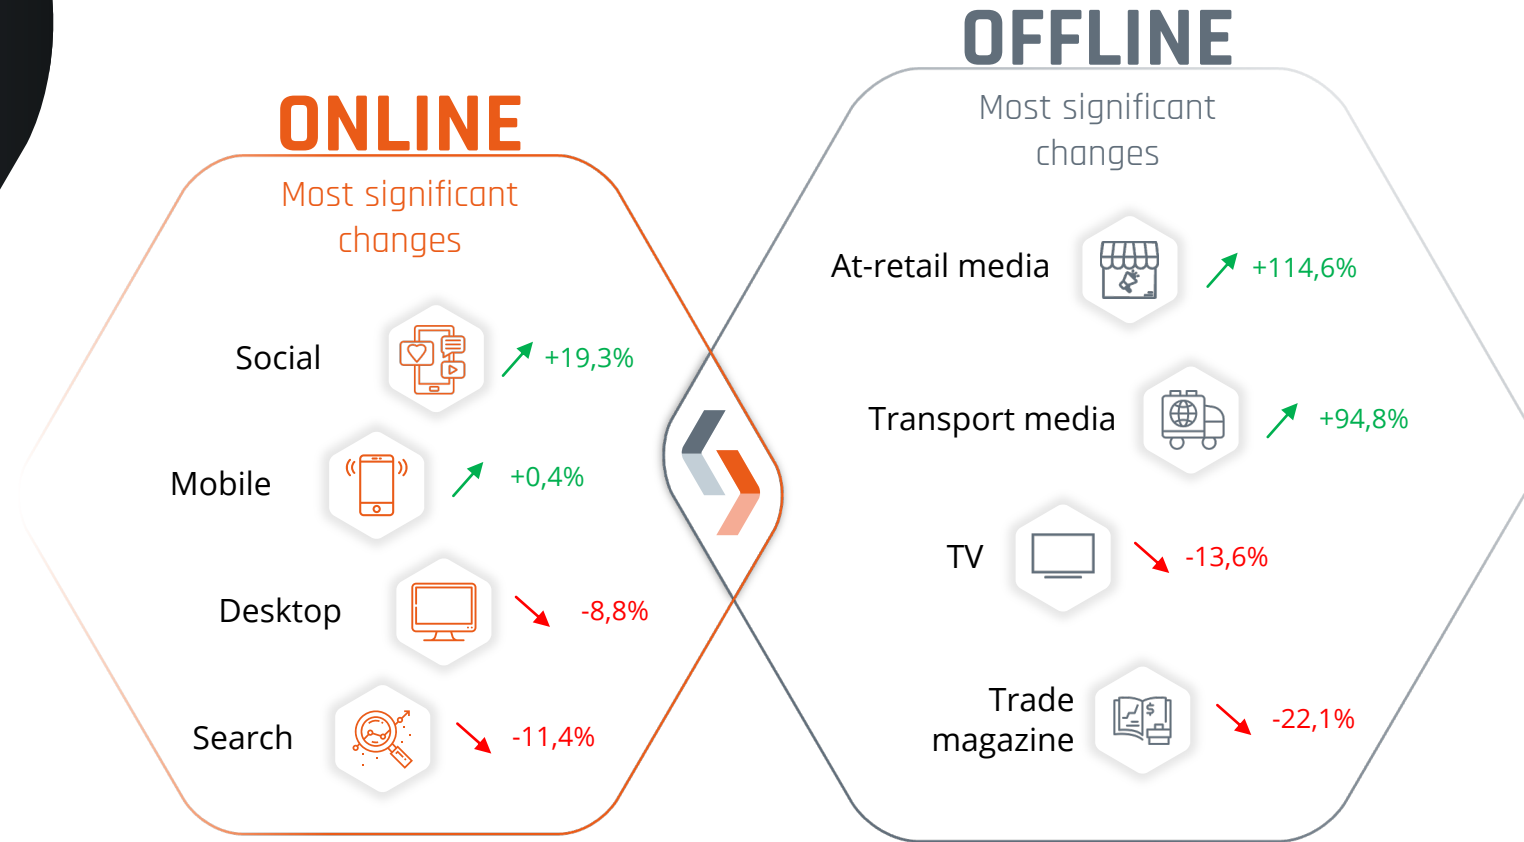 ONLINE
Most significant
changes
Social +19,3%
Mobile +0,4%
Desktop -8,8%
Search -11,4%
OFFLINE
Most significant
changes
At-retail media +114,6%
Transport media +94,8%
TV -13,6%
Trade
magazine -22,1%